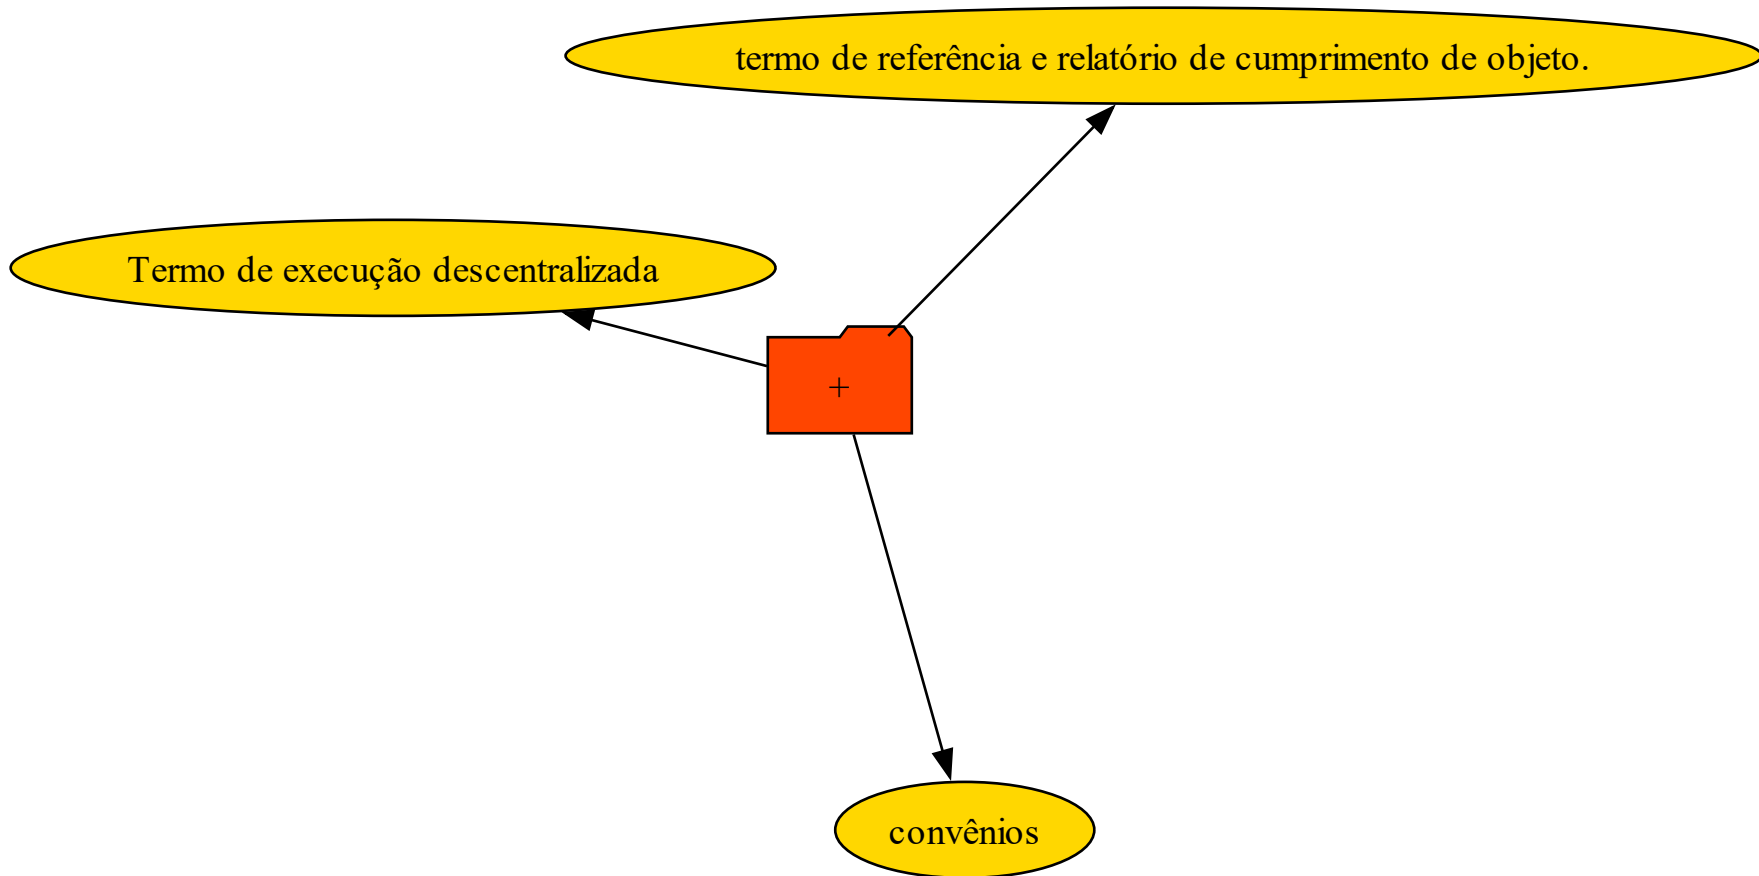 termo de referência e relatório de cumprimento de objeto.
Termo de execução descentralizada
+
convênios